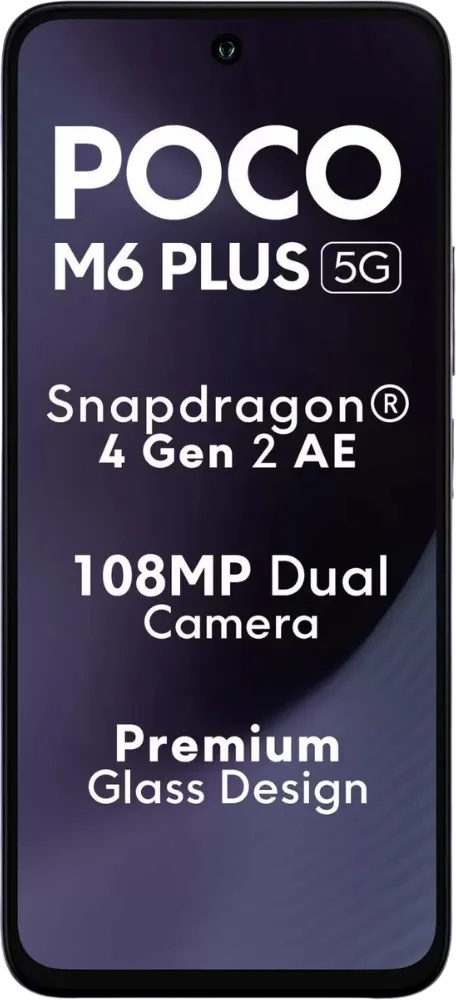 POCO
M6 PLUS 5G
Snapdragon®
4 Gen 2 AE
108MP Dual
Camera
Premium
Glass Design